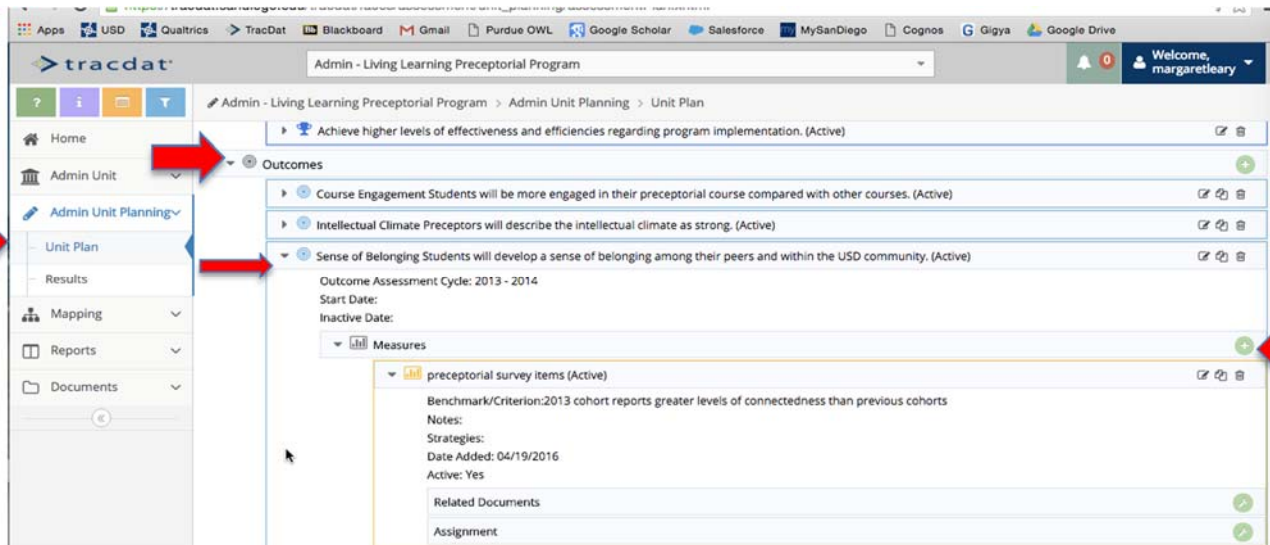 Apps USD Qualtrics TracDat Blackboard Gmail Purdue OWL Google Scholar Salesforce MySanDiego Cognos Gigya Google Drive
tracdat
Admin - Living Learning Preceptorial Program
0
Welcome,
margaretleary
? i
Admin - Living Learning Preceptorial Program > Admin Unit Planning > Unit Plan
Home
Admin Unit
Admin Unit Planning
Unit Plan
Results
Mapping
Reports
Documents
Achieve higher levels of effectiveness and efficiencies regarding program implementation. (Active)
Outcomes
Course Engagement Students will be more engaged in their preceptorial course compared with other courses. (Active)
Intellectual Climate Preceptors will describe the intellectual climate as strong. (Active)
Sense of Belonging Students will develop a sense of belonging among their peers and within the USD community. (Active)
Outcome Assessment Cycle: 2013 - 2014
Start Date:
Inactive Date:
Measures
preceptorial survey items (Active)
Benchmark/Criterion:2013 cohort reports greater levels of connectedness than previous cohorts
Notes:
Strategies:
Date Added: 04/19/2016
Active: Yes
Related Documents
Assignment